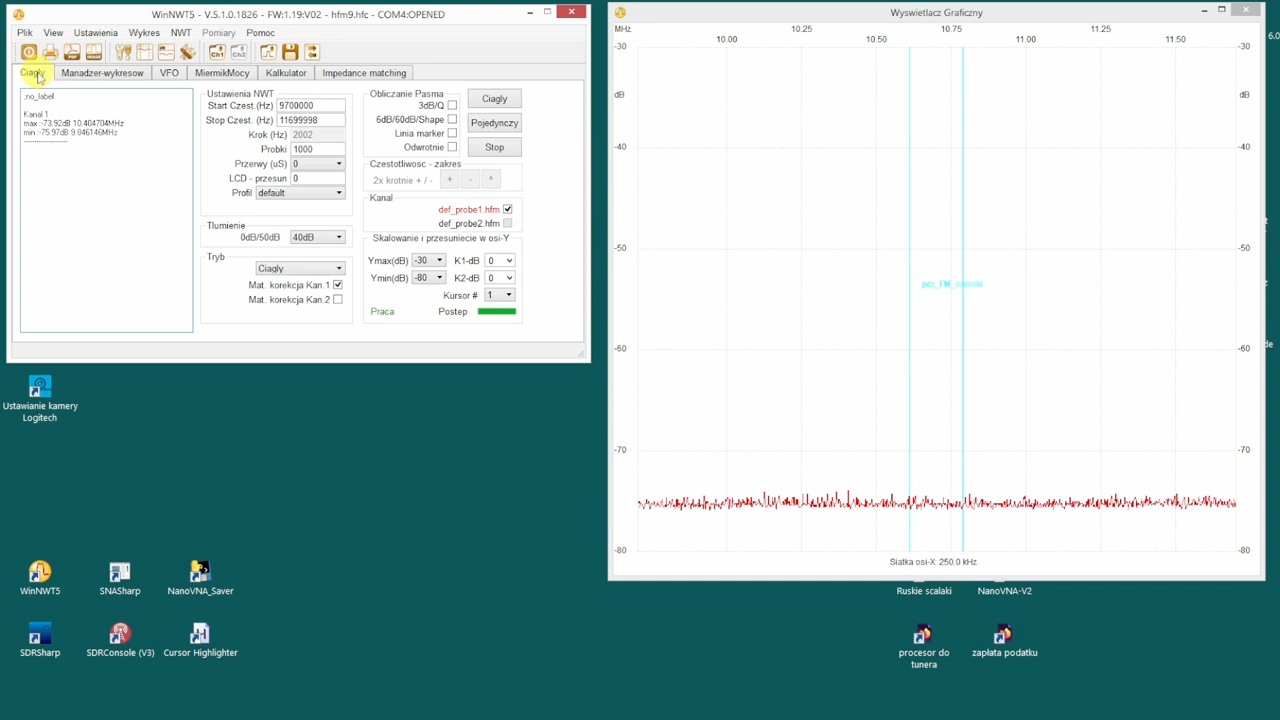 WinNWT5 - V.5.1.0.1826 - FW:1.19:V02 - hfm9.hfc - COM4:OPENED
Plik View Ustawienia Wykres NWT Pomiary Pomoc
PDF Ch1 Ch2
Ciagly Manadzer-wykresow VFO MiermikMocy Kalkulator Impedance matching
;no_label
Kanal 1
max :-73.92dB 10.404704MHz
min :-75.97dB 9.846146MHz
---------------------
Ustawienia NWT
Start Czest.(Hz) 9700000
Stop Czest. (Hz) 11699998
Krok (Hz) 2002
Probki 1000
Przerwy (uS) 0
LCD - przesun 0
Profil default
Tlumienie
0dB/50dB 40dB
Tryb
Ciagly
Mat. korekcja Kan.1
Mat. korekcja Kan.2
Obliczanie Pasma
3dB/Q
6dB/60dB/Shape
Linia marker
Odwrotnie
Ciagly
Pojedynczy
Stop
Czestotliwosc - zakres
2x krotnie + / - + - ^
Kanal
def_probe1.hfm
def_probe2.hfm
Skalowanie i przesuniecie w osi-Y
Ymax(dB) -30 K1-dB 0
Ymin(dB) -80 K2-dB 0
Kursor # 1
Praca Postep
Wyswietlacz Graficzny
MHz
10.00 10.25 10.50 10.75 11.00 11.25 11.50
-30 -30
dB dB
-40 -40
-50 -50
pcz_FM_szeroki
-60 -60
-70 -70
-80 -80
Siatka osi-X: 250.0 kHz
6.0
de
Ustawianie kamery
Logitech
WinNWT5
SNASharp
NanoVNA_Saver
SDRSharp
SDRConsole (V3)
Cursor Highlighter
Ruskie scalaki
NanoVNA-V2
procesor do
tunera
zapłata podatku